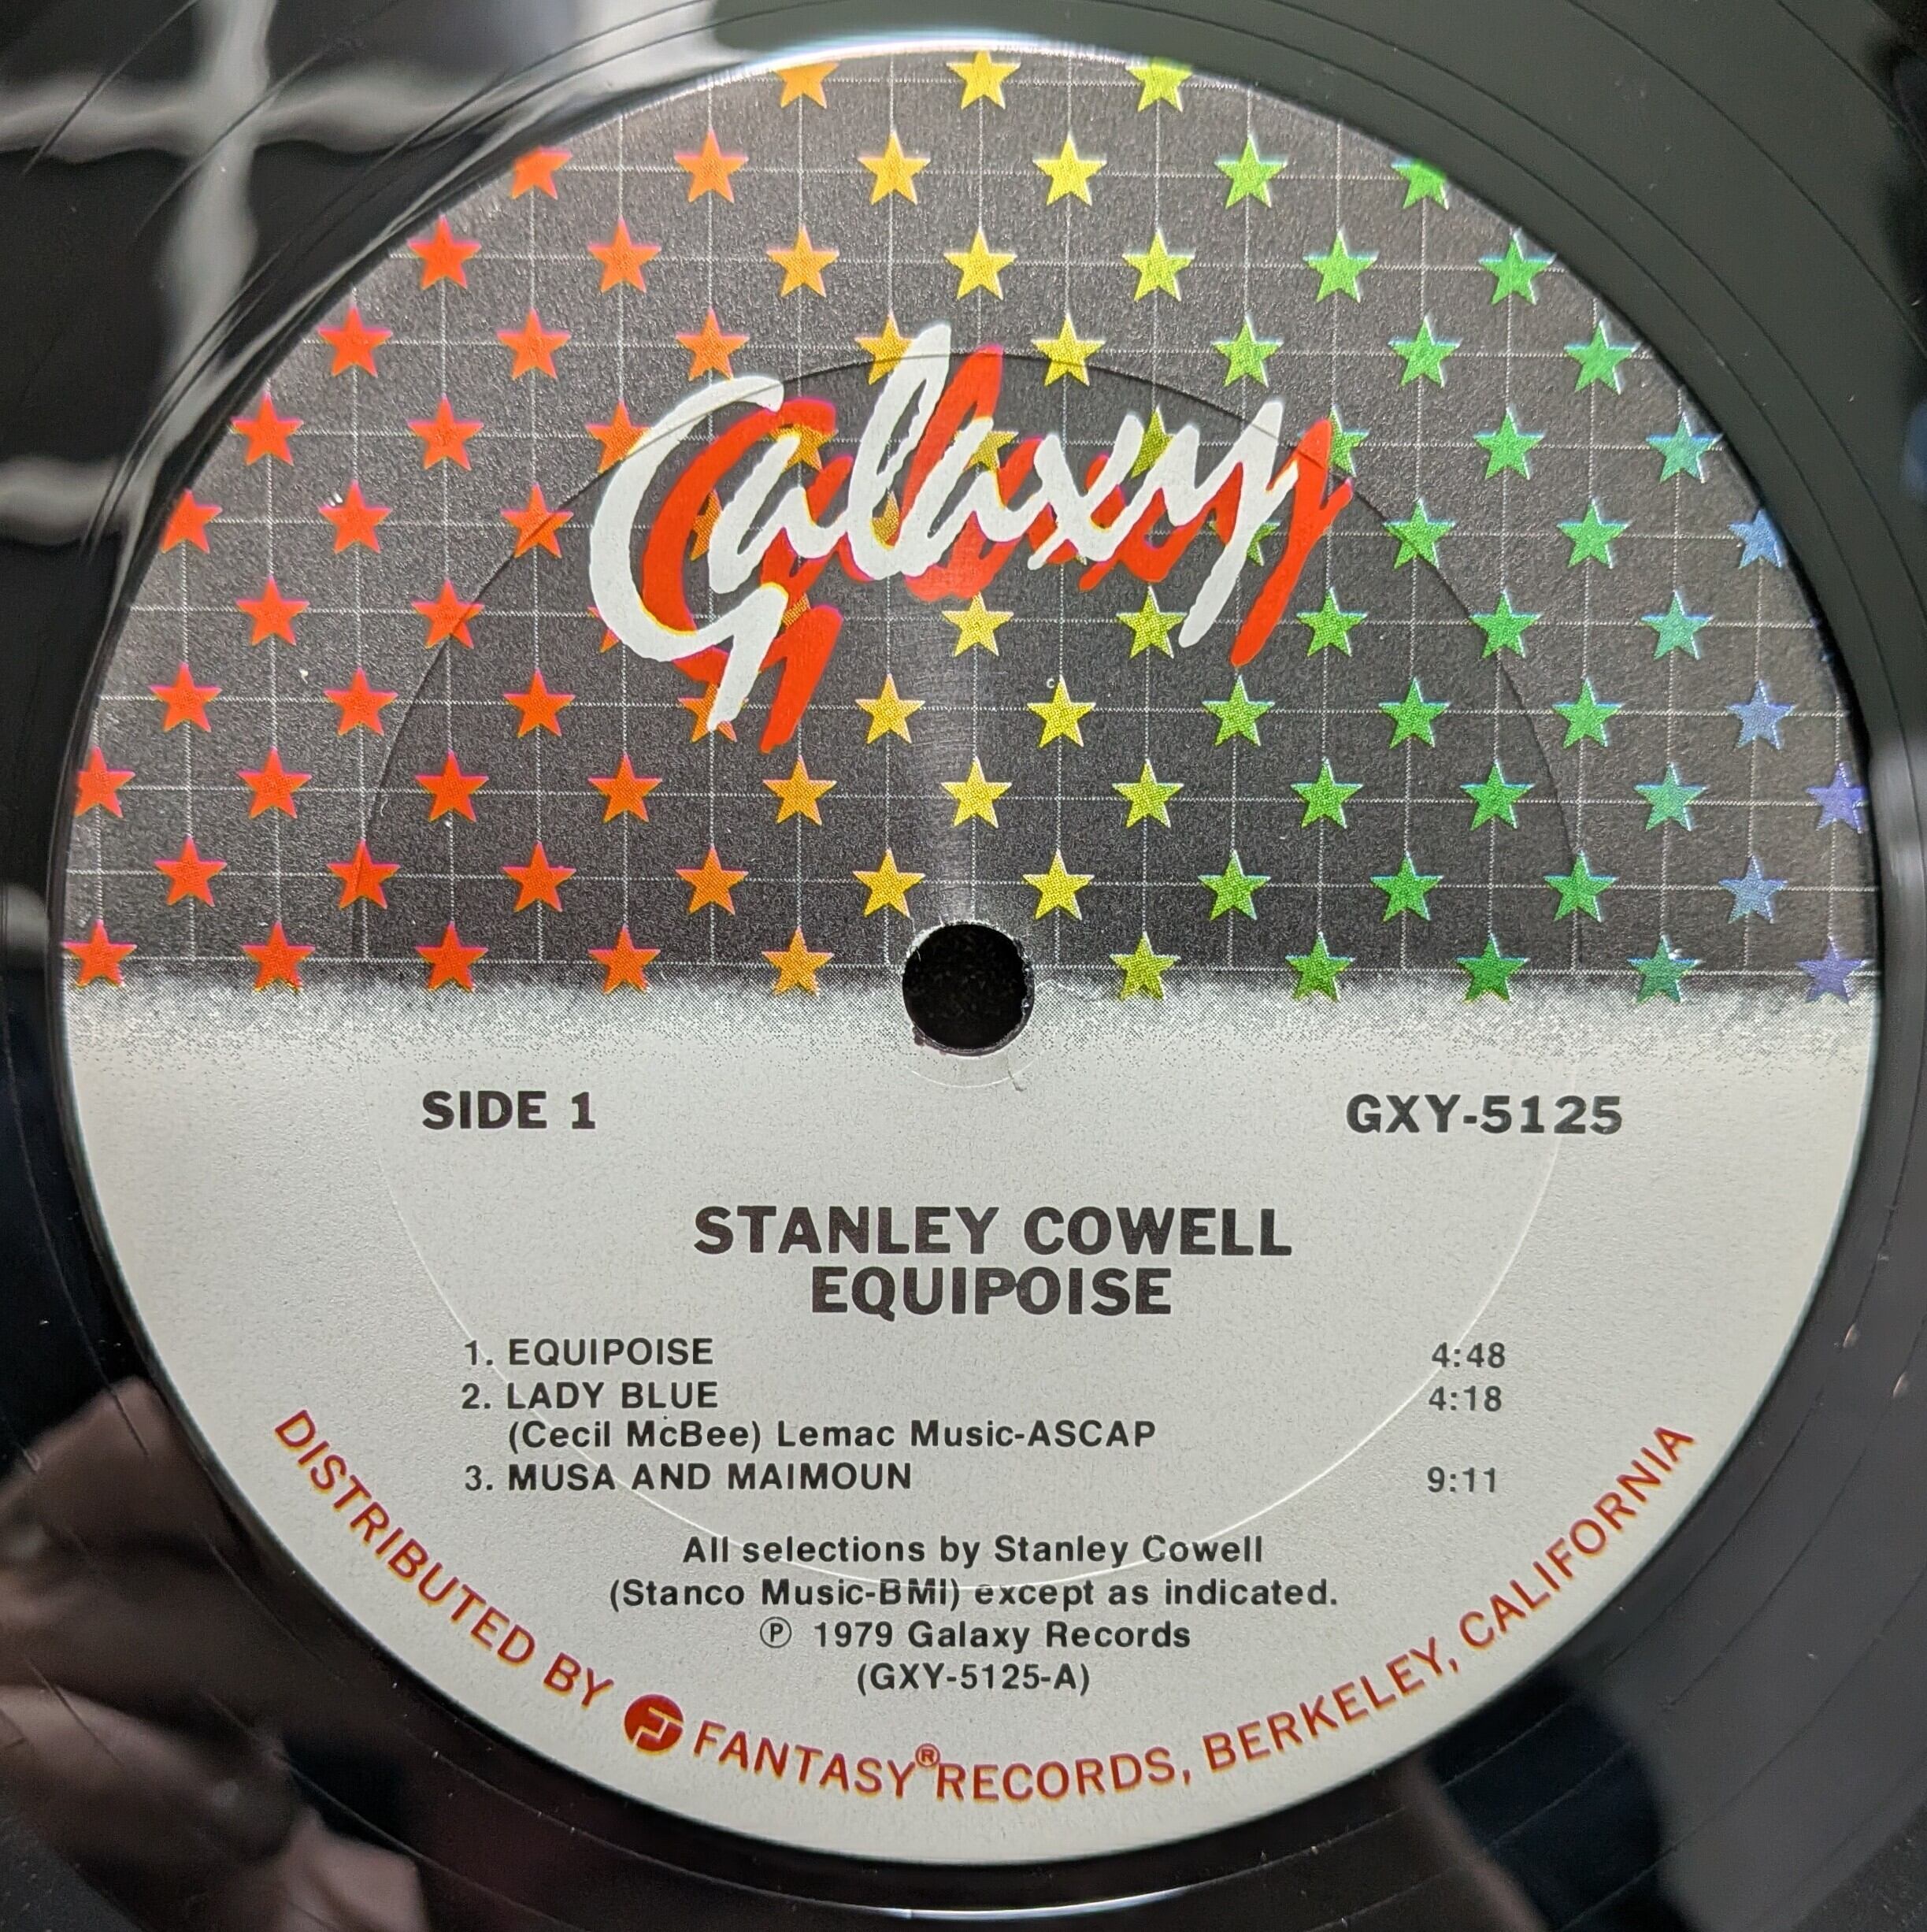 Galaxy
SIDE 1
GXY-5125
STANLEY COWELL
EQUIPOISE
1. EQUIPOISE 4:48
2. LADY BLUE 4:18
(Cecil McBee) Lemac Music-ASCAP
3. MUSA AND MAIMOUN 9:11
All selections by Stanley Cowell
(Stanco Music-BMI) except as indicated.
℗ 1979 Galaxy Records
(GXY-5125-A)
DISTRIBUTED BY FANTASY® RECORDS, BERKELEY, CALIFORNIA